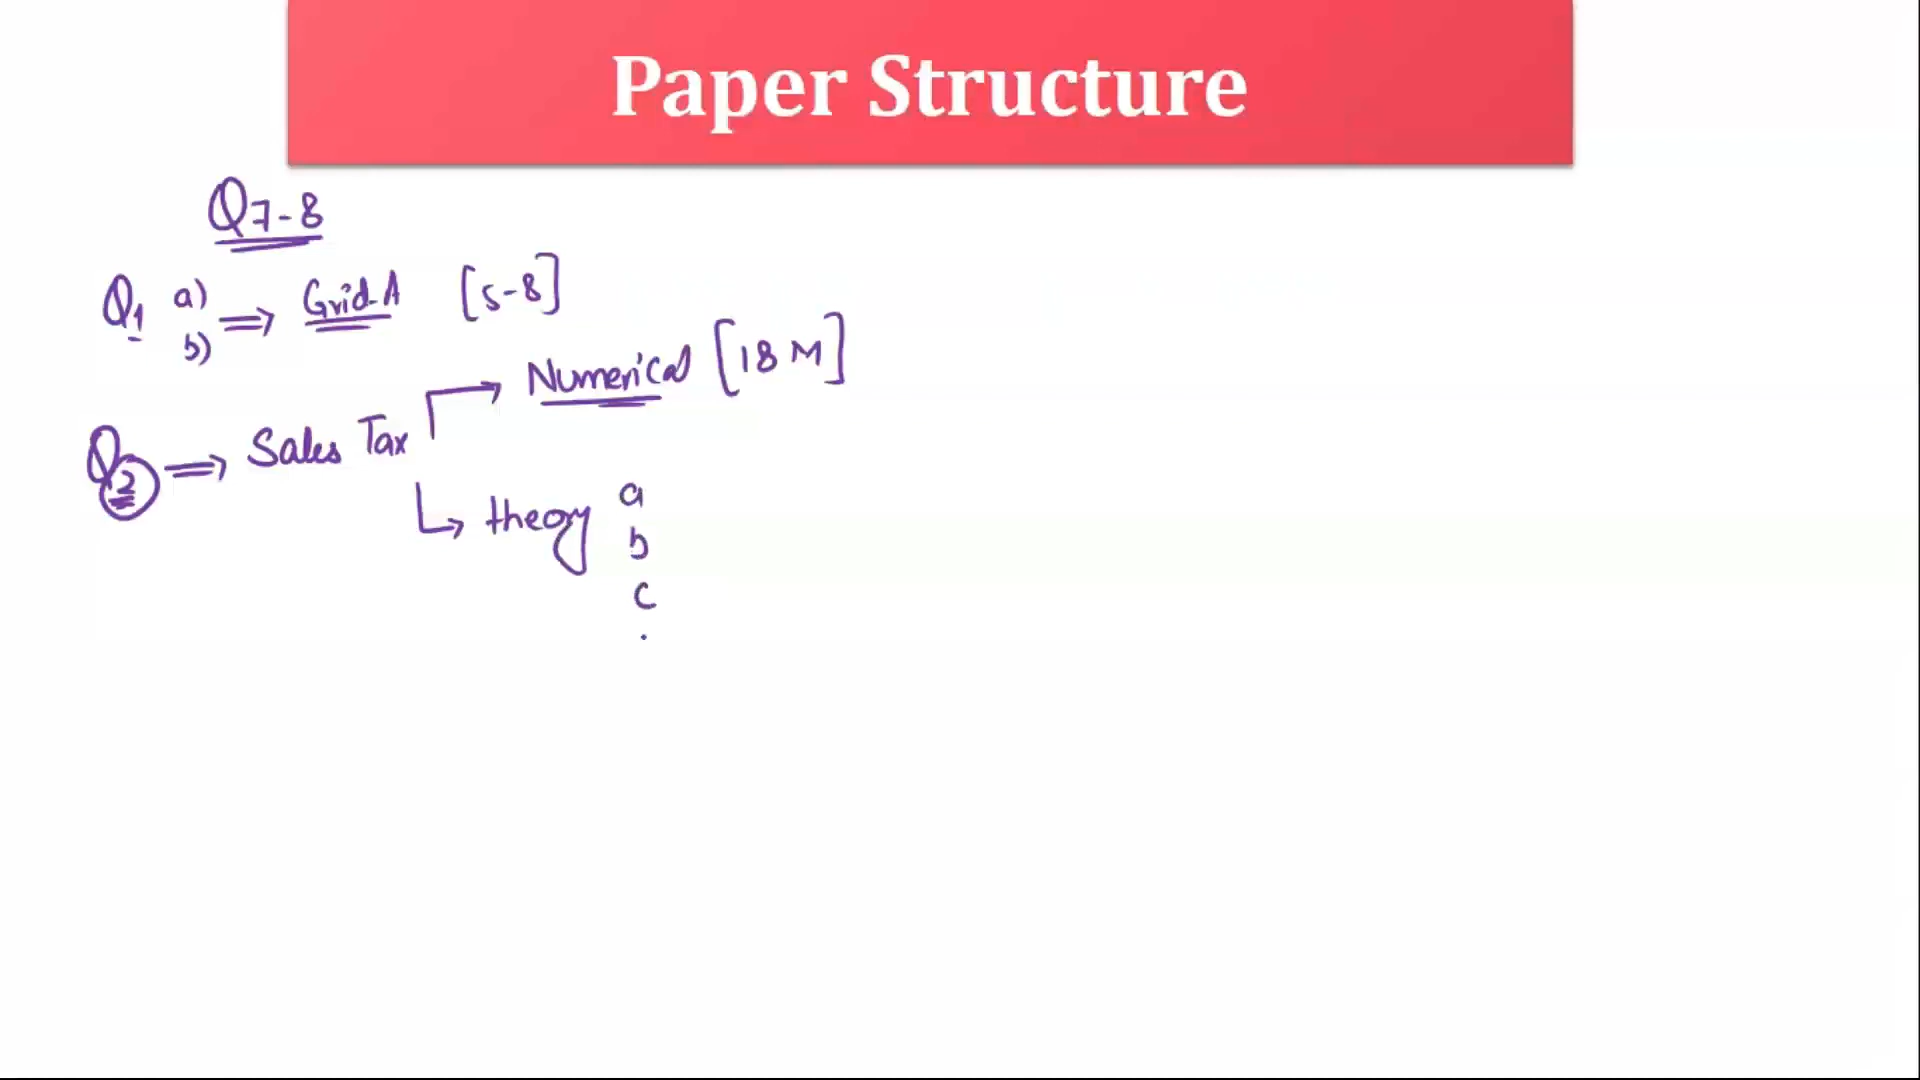 Paper Structure
Q7-8
Q1 a) ⇒ Grid-A [5-8]
b)
Numerical [18 M]
Q2 ⇒ Sales Tax
theory a
b
c